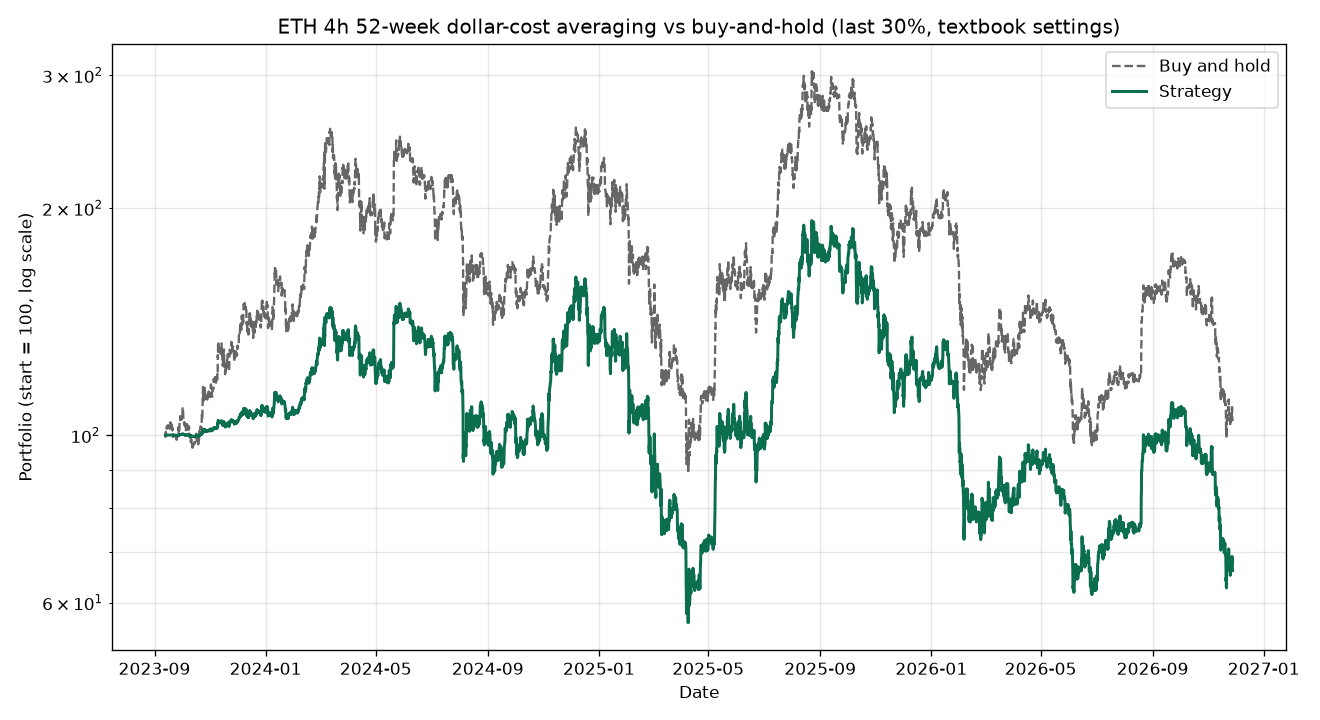 ETH 4h 52-week dollar-cost averaging vs buy-and-hold (last 30%, textbook settings)
Buy and hold
Strategy
Portfolio (start = 100, log scale)
3 × 10²
2 × 10²
10²
6 × 10¹
2023-09 2024-01 2024-05 2024-09 2025-01 2025-05 2025-09 2026-01 2026-05 2026-09 2027-01
Date